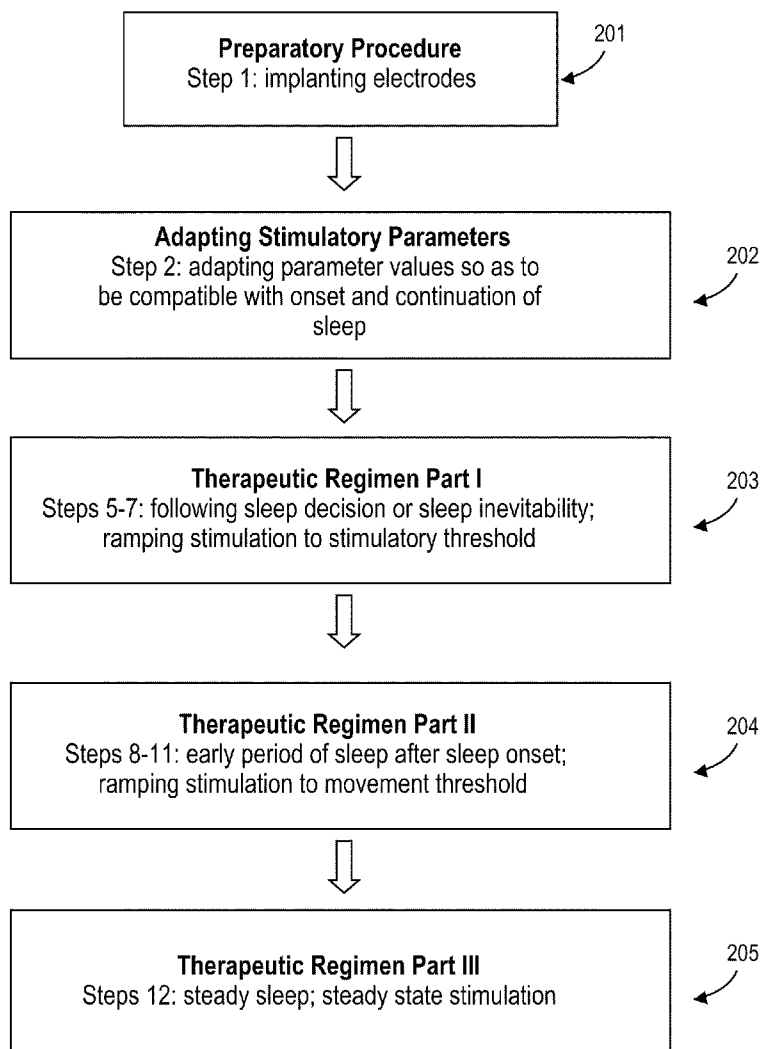 Preparatory Procedure
Step 1: implanting electrodes
201
Adapting Stimulatory Parameters
Step 2: adapting parameter values so as to
be compatible with onset and continuation of
sleep
202
Therapeutic Regimen Part I
Steps 5-7: following sleep decision or sleep inevitability;
ramping stimulation to stimulatory threshold
203
Therapeutic Regimen Part II
Steps 8-11: early period of sleep after sleep onset;
ramping stimulation to movement threshold
204
Therapeutic Regimen Part III
Steps 12: steady sleep; steady state stimulation
205